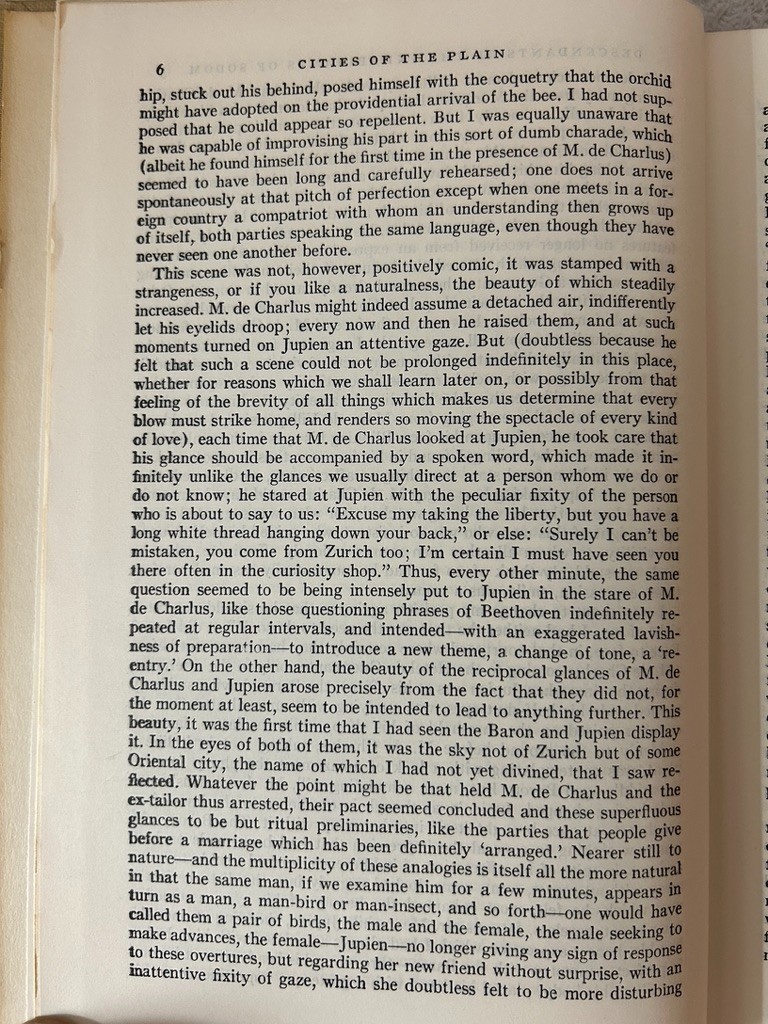 6 CITIES OF THE PLAIN
hip, stuck out his behind, posed himself with the coquetry that the orchid
might have adopted on the providential arrival of the bee. I had not sup-
posed that he could appear so repellent. But I was equally unaware that
he was capable of improvising his part in this sort of dumb charade, which
(albeit he found himself for the first time in the presence of M. de Charlus)
seemed to have been long and carefully rehearsed; one does not arrive
spontaneously at that pitch of perfection except when one meets in a for-
eign country a compatriot with whom an understanding then grows up
of itself, both parties speaking the same language, even though they have
never seen one another before.
This scene was not, however, positively comic, it was stamped with a
strangeness, or if you like a naturalness, the beauty of which steadily
increased. M. de Charlus might indeed assume a detached air, indifferently
let his eyelids droop; every now and then he raised them, and at such
moments turned on Jupien an attentive gaze. But (doubtless because he
felt that such a scene could not be prolonged indefinitely in this place,
whether for reasons which we shall learn later on, or possibly from that
feeling of the brevity of all things which makes us determine that every
blow must strike home, and renders so moving the spectacle of every kind
of love), each time that M. de Charlus looked at Jupien, he took care that
his glance should be accompanied by a spoken word, which made it in-
finitely unlike the glances we usually direct at a person whom we do or
do not know; he stared at Jupien with the peculiar fixity of the person
who is about to say to us: “Excuse my taking the liberty, but you have a
long white thread hanging down your back,” or else: “Surely I can’t be
mistaken, you come from Zurich too; I’m certain I must have seen you
there often in the curiosity shop.” Thus, every other minute, the same
question seemed to be being intensely put to Jupien in the stare of M.
de Charlus, like those questioning phrases of Beethoven indefinitely re-
peated at regular intervals, and intended—with an exaggerated lavish-
ness of preparation—to introduce a new theme, a change of tone, a ‘re-
entry.’ On the other hand, the beauty of the reciprocal glances of M. de
Charlus and Jupien arose precisely from the fact that they did not, for
the moment at least, seem to be intended to lead to anything further. This
beauty, it was the first time that I had seen the Baron and Jupien display
it. In the eyes of both of them, it was the sky not of Zurich but of some
Oriental city, the name of which I had not yet divined, that I saw re-
flected. Whatever the point might be that held M. de Charlus and the
ex-tailor thus arrested, their pact seemed concluded and these superfluous
glances to be but ritual preliminaries, like the parties that people give
before a marriage which has been definitely ‘arranged.’ Nearer still to
nature—and the multiplicity of these analogies is itself all the more natural
in that the same man, if we examine him for a few minutes, appears in
turn as a man, a man-bird or man-insect, and so forth—one would have
called them a pair of birds, the male and the female, the male seeking to
make advances, the female—Jupien—no longer giving any sign of response
to these overtures, but regarding her new friend without surprise, with an
inattentive fixity of gaze, which she doubtless felt to be more disturbing